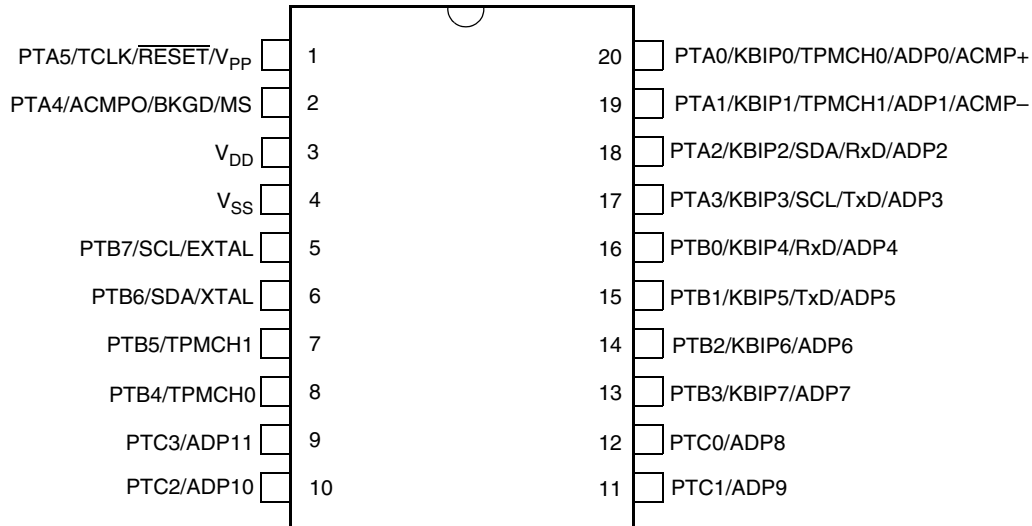 PTA5/TCLK/RESET/VPP 1 20 PTA0/KBIP0/TPMCH0/ADP0/ACMP+
PTA4/ACMPO/BKGD/MS 2 19 PTA1/KBIP1/TPMCH1/ADP1/ACMP–
VDD 3 18 PTA2/KBIP2/SDA/RxD/ADP2
VSS 4 17 PTA3/KBIP3/SCL/TxD/ADP3
PTB7/SCL/EXTAL 5 16 PTB0/KBIP4/RxD/ADP4
PTB6/SDA/XTAL 6 15 PTB1/KBIP5/TxD/ADP5
PTB5/TPMCH1 7 14 PTB2/KBIP6/ADP6
PTB4/TPMCH0 8 13 PTB3/KBIP7/ADP7
PTC3/ADP11 9 12 PTC0/ADP8
PTC2/ADP10 10 11 PTC1/ADP9